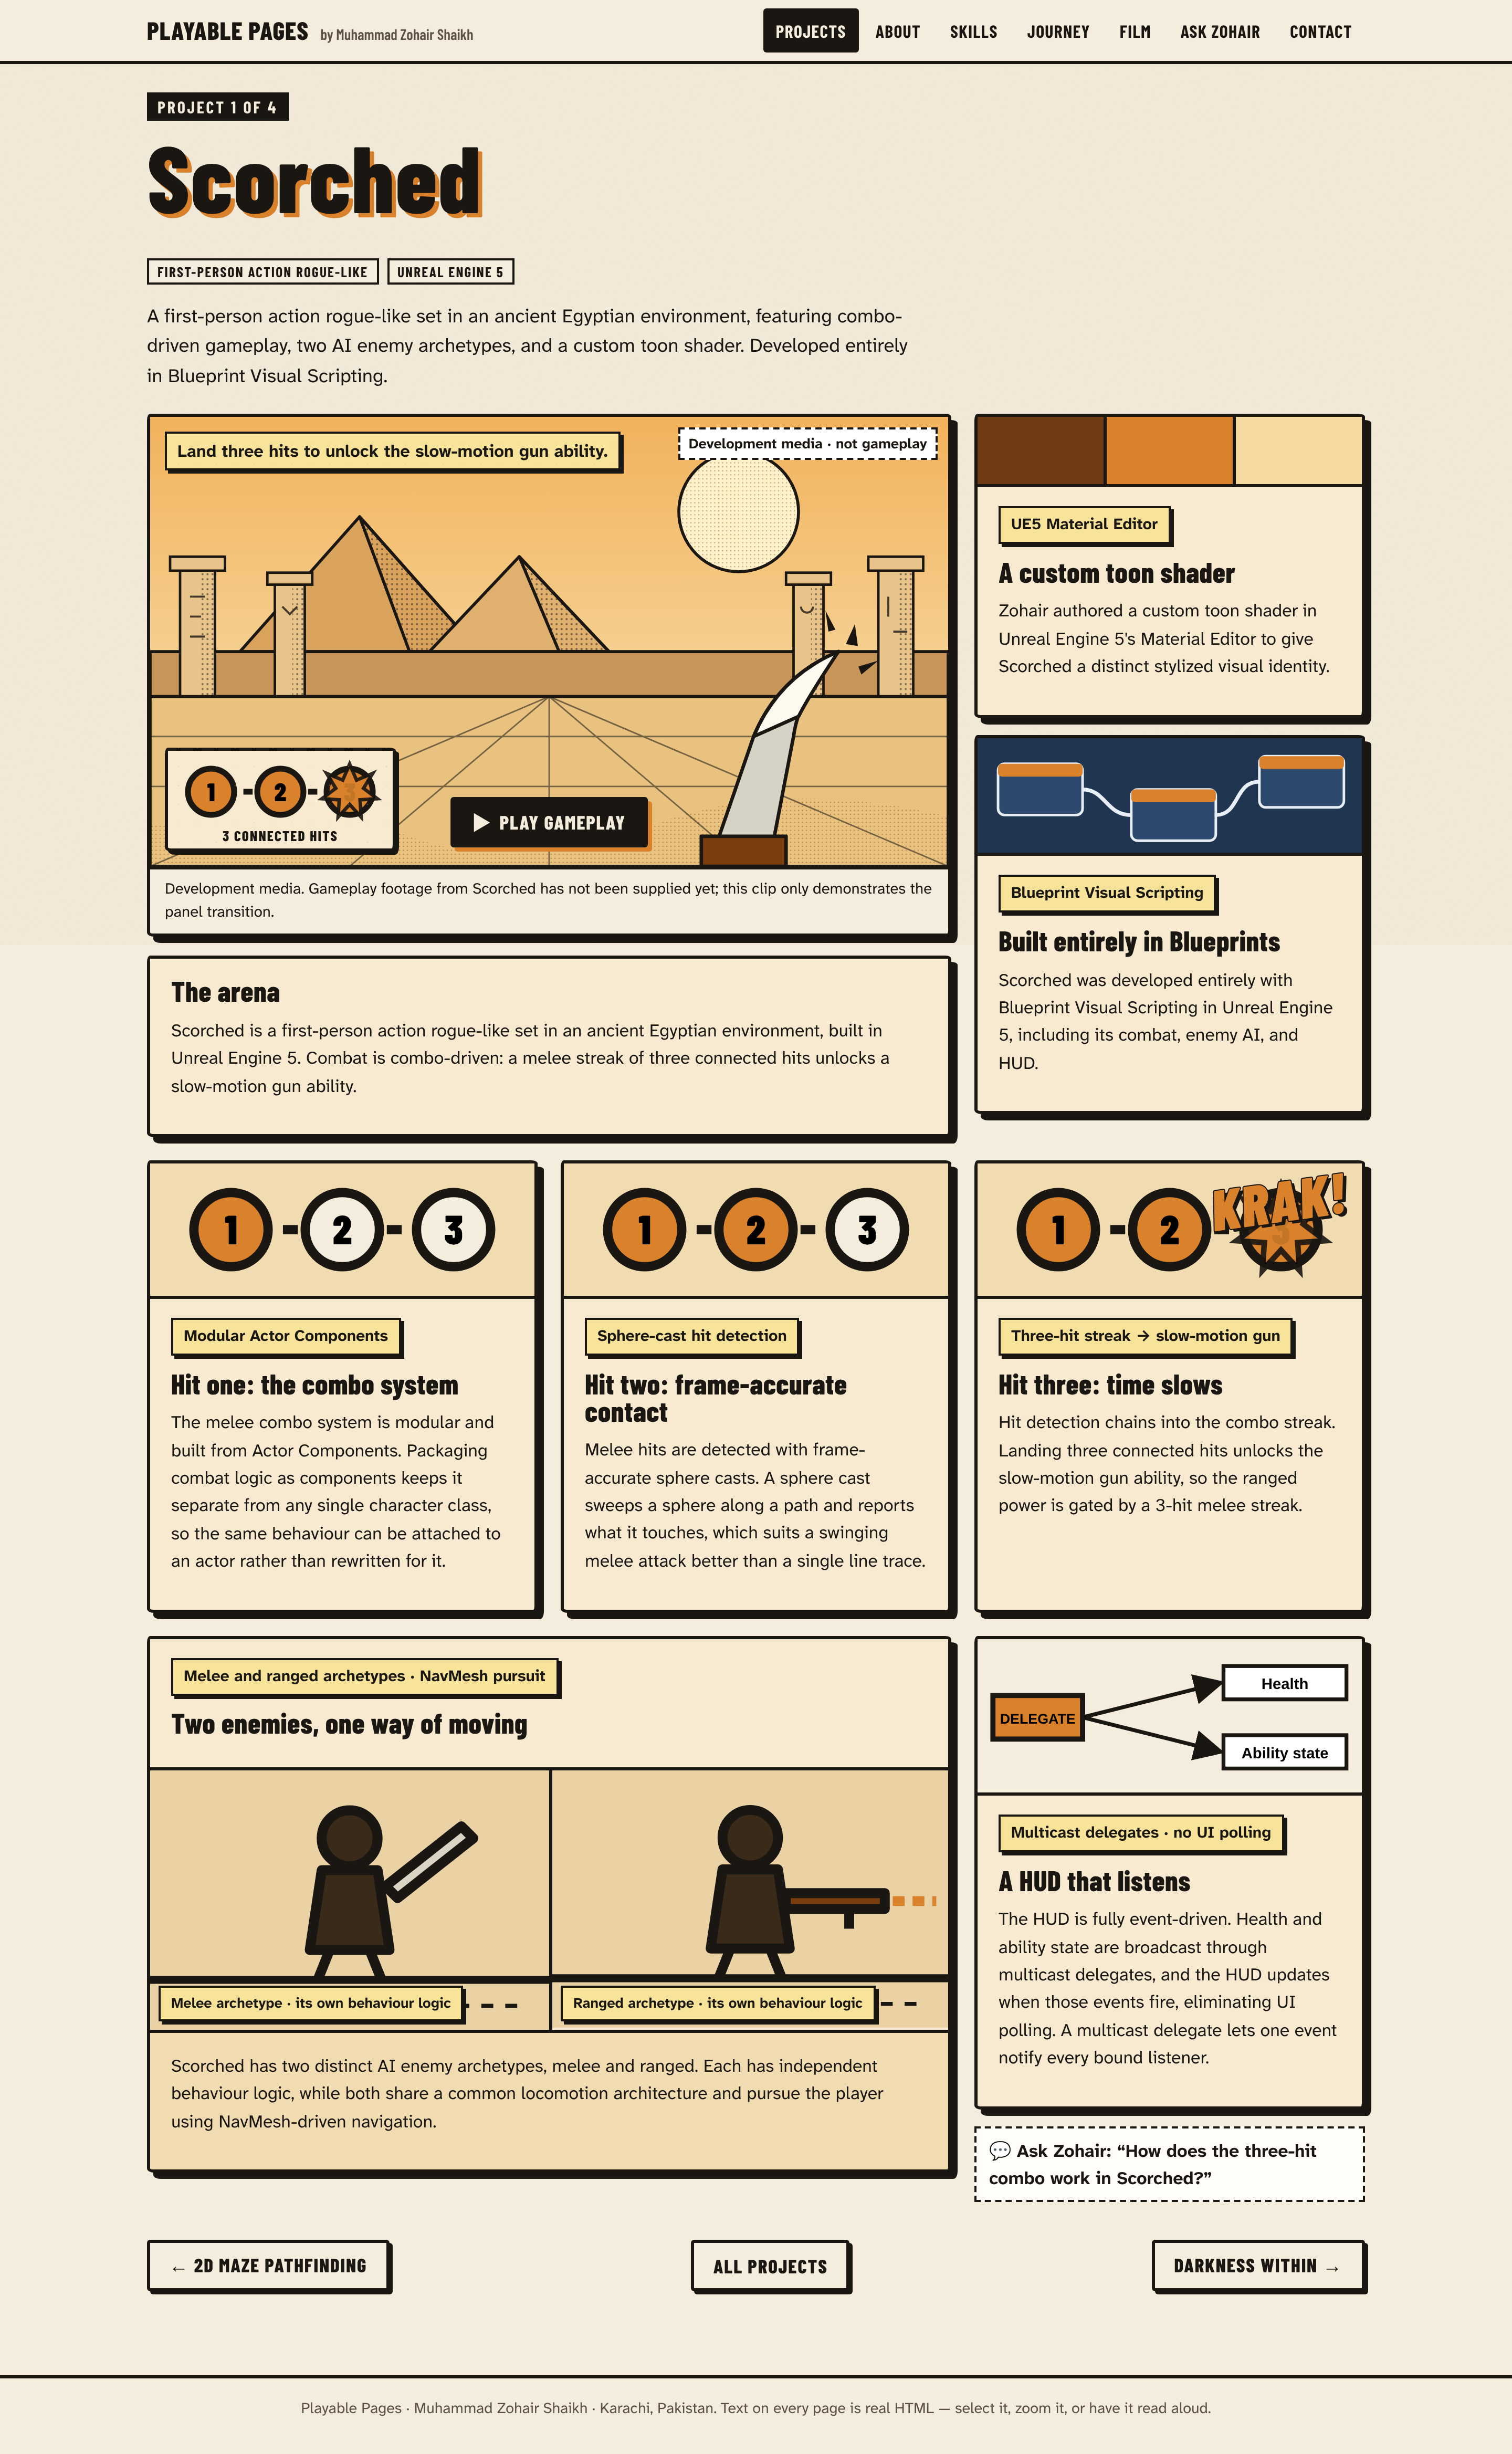 PLAYABLE PAGES by Muhammad Zohair Shaikh
PROJECTS ABOUT SKILLS JOURNEY FILM ASK ZOHAIR CONTACT
PROJECT 1 OF 4
Scorched
FIRST-PERSON ACTION ROGUE-LIKE UNREAL ENGINE 5
A first-person action rogue-like set in an ancient Egyptian environment, featuring combo-
driven gameplay, two AI enemy archetypes, and a custom toon shader. Developed entirely
in Blueprint Visual Scripting.
Land three hits to unlock the slow-motion gun ability.
Development media · not gameplay
1 2 3
3 CONNECTED HITS
▶ PLAY GAMEPLAY
Development media. Gameplay footage from Scorched has not been supplied yet; this clip only demonstrates the
panel transition.
UE5 Material Editor
A custom toon shader
Zohair authored a custom toon shader in
Unreal Engine 5's Material Editor to give
Scorched a distinct stylized visual identity.
Blueprint Visual Scripting
Built entirely in Blueprints
Scorched was developed entirely with
Blueprint Visual Scripting in Unreal Engine
5, including its combat, enemy AI, and
HUD.
The arena
Scorched is a first-person action rogue-like set in an ancient Egyptian environment, built in
Unreal Engine 5. Combat is combo-driven: a melee streak of three connected hits unlocks a
slow-motion gun ability.
1 2 3
Modular Actor Components
Hit one: the combo system
The melee combo system is modular and
built from Actor Components. Packaging
combat logic as components keeps it
separate from any single character class,
so the same behaviour can be attached to
an actor rather than rewritten for it.
1 2 3
Sphere-cast hit detection
Hit two: frame-accurate
contact
Melee hits are detected with frame-
accurate sphere casts. A sphere cast
sweeps a sphere along a path and reports
what it touches, which suits a swinging
melee attack better than a single line trace.
1 2 3
KRAK!
Three-hit streak → slow-motion gun
Hit three: time slows
Hit detection chains into the combo streak.
Landing three connected hits unlocks the
slow-motion gun ability, so the ranged
power is gated by a 3-hit melee streak.
Melee and ranged archetypes · NavMesh pursuit
Two enemies, one way of moving
Melee archetype · its own behaviour logic
Ranged archetype · its own behaviour logic
Scorched has two distinct AI enemy archetypes, melee and ranged. Each has independent
behaviour logic, while both share a common locomotion architecture and pursue the player
using NavMesh-driven navigation.
DELEGATE
Health
Ability state
Multicast delegates · no UI polling
A HUD that listens
The HUD is fully event-driven. Health and
ability state are broadcast through
multicast delegates, and the HUD updates
when those events fire, eliminating UI
polling. A multicast delegate lets one event
notify every bound listener.
💬 Ask Zohair: “How does the three-hit
combo work in Scorched?”
← 2D MAZE PATHFINDING
ALL PROJECTS
DARKNESS WITHIN →
Playable Pages · Muhammad Zohair Shaikh · Karachi, Pakistan. Text on every page is real HTML — select it, zoom it, or have it read aloud.